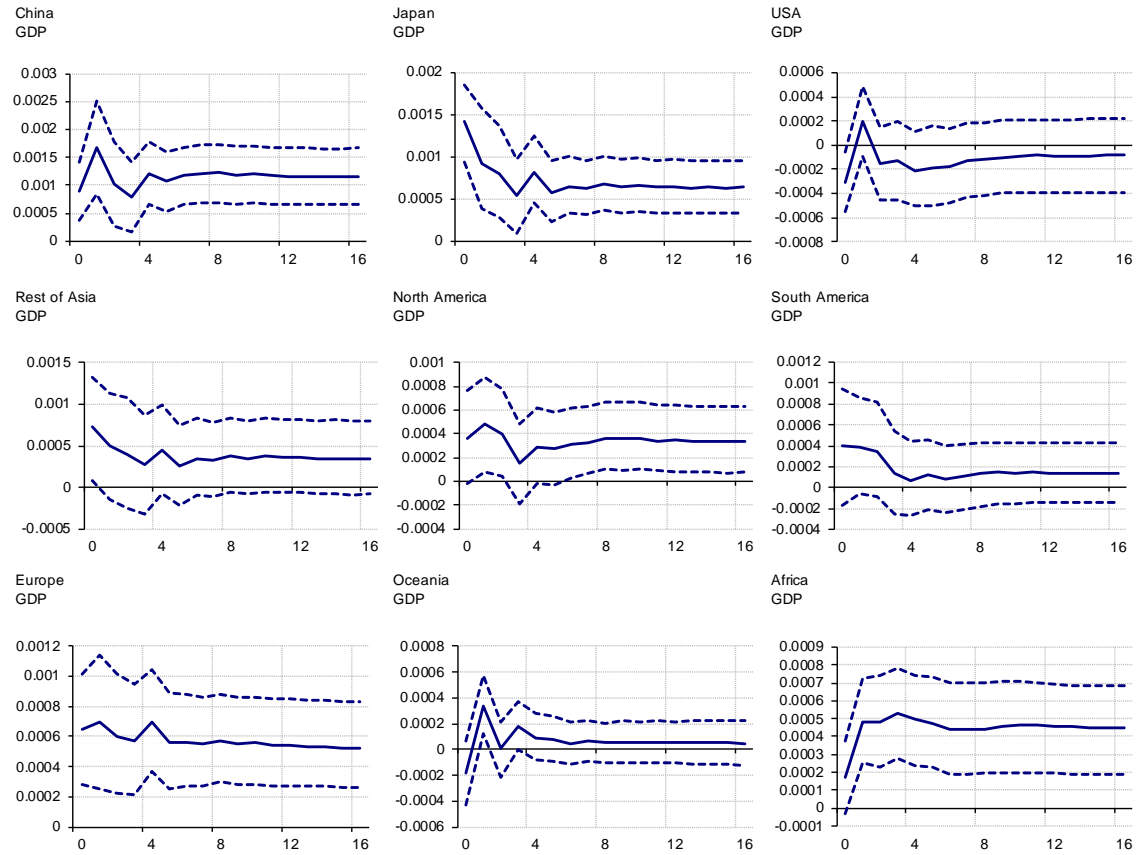 China
GDP
0.003
0.0025
0.002
0.0015
0.001
0.0005
0
0 4 8 12 16
Japan
GDP
0.002
0.0015
0.001
0.0005
0
0 4 8 12 16
USA
GDP
0.0006
0.0004
0.0002
0
-0.0002
-0.0004
-0.0006
-0.0008
0 4 8 12 16
Rest of Asia
GDP
0.0015
0.001
0.0005
0
-0.0005
0 4 8 12 16
North America
GDP
0.001
0.0008
0.0006
0.0004
0.0002
0
-0.0002
-0.0004
0 4 8 12 16
South America
GDP
0.0012
0.001
0.0008
0.0006
0.0004
0.0002
0
-0.0002
-0.0004
0 4 8 12 16
Europe
GDP
0.0012
0.001
0.0008
0.0006
0.0004
0.0002
0
0 4 8 12 16
Oceania
GDP
0.0008
0.0006
0.0004
0.0002
0
-0.0002
-0.0004
-0.0006
0 4 8 12 16
Africa
GDP
0.0009
0.0008
0.0007
0.0006
0.0005
0.0004
0.0003
0.0002
0.0001
0
-0.0001
0 4 8 12 16